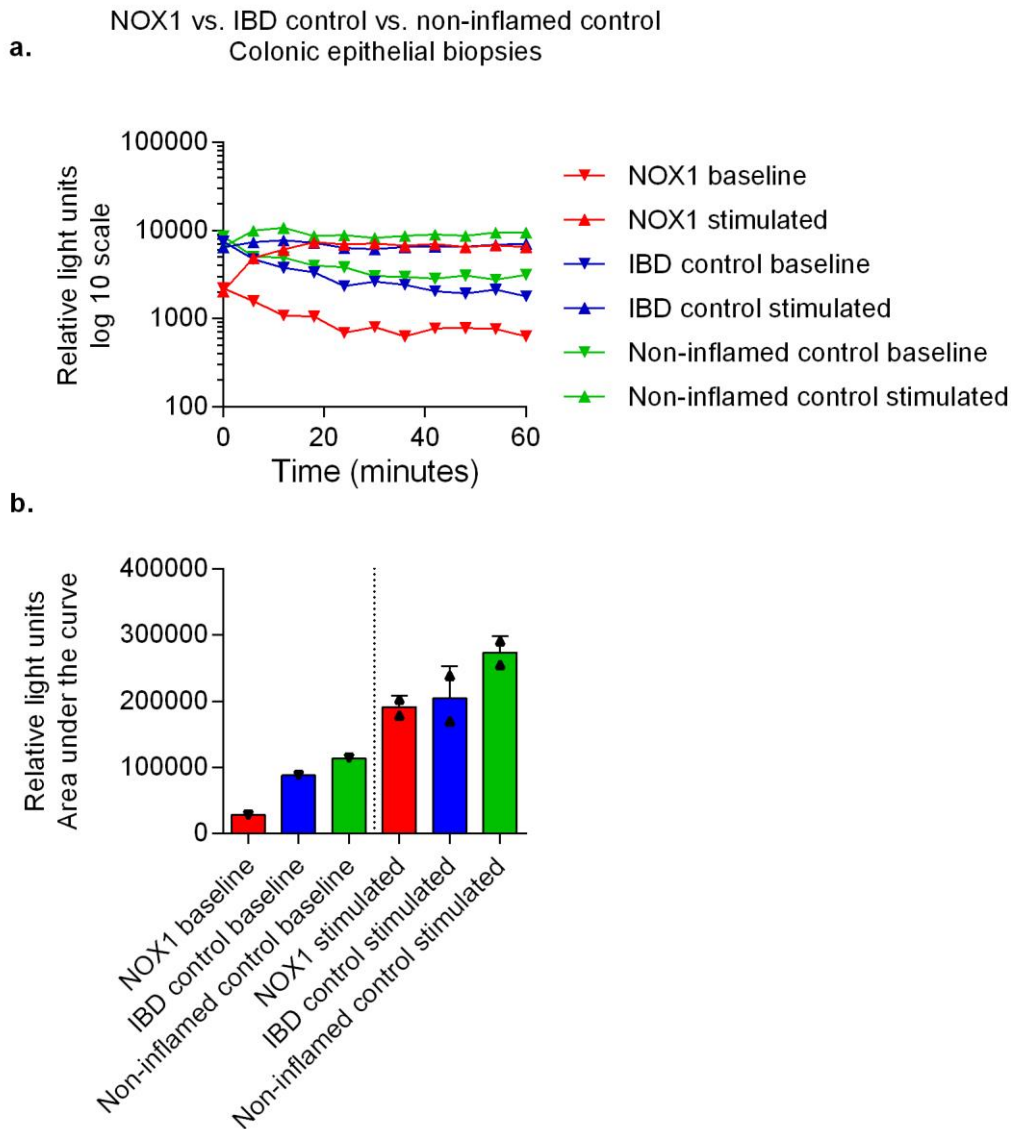 NOX1 vs. IBD control vs. non-inflamed control
Colonic epithelial biopsies
a.
Relative light units
log 10 scale
100000
10000
1000
100
0
20
40
60
Time (minutes)
NOX1 baseline
NOX1 stimulated
IBD control baseline
IBD control stimulated
Non-inflamed control baseline
Non-inflamed control stimulated
b.
Relative light units
Area under the curve
400000
300000
200000
100000
0
NOX1 baseline
IBD control baseline
Non-inflamed control baseline
NOX1 stimulated
IBD control stimulated
Non-inflamed control stimulated